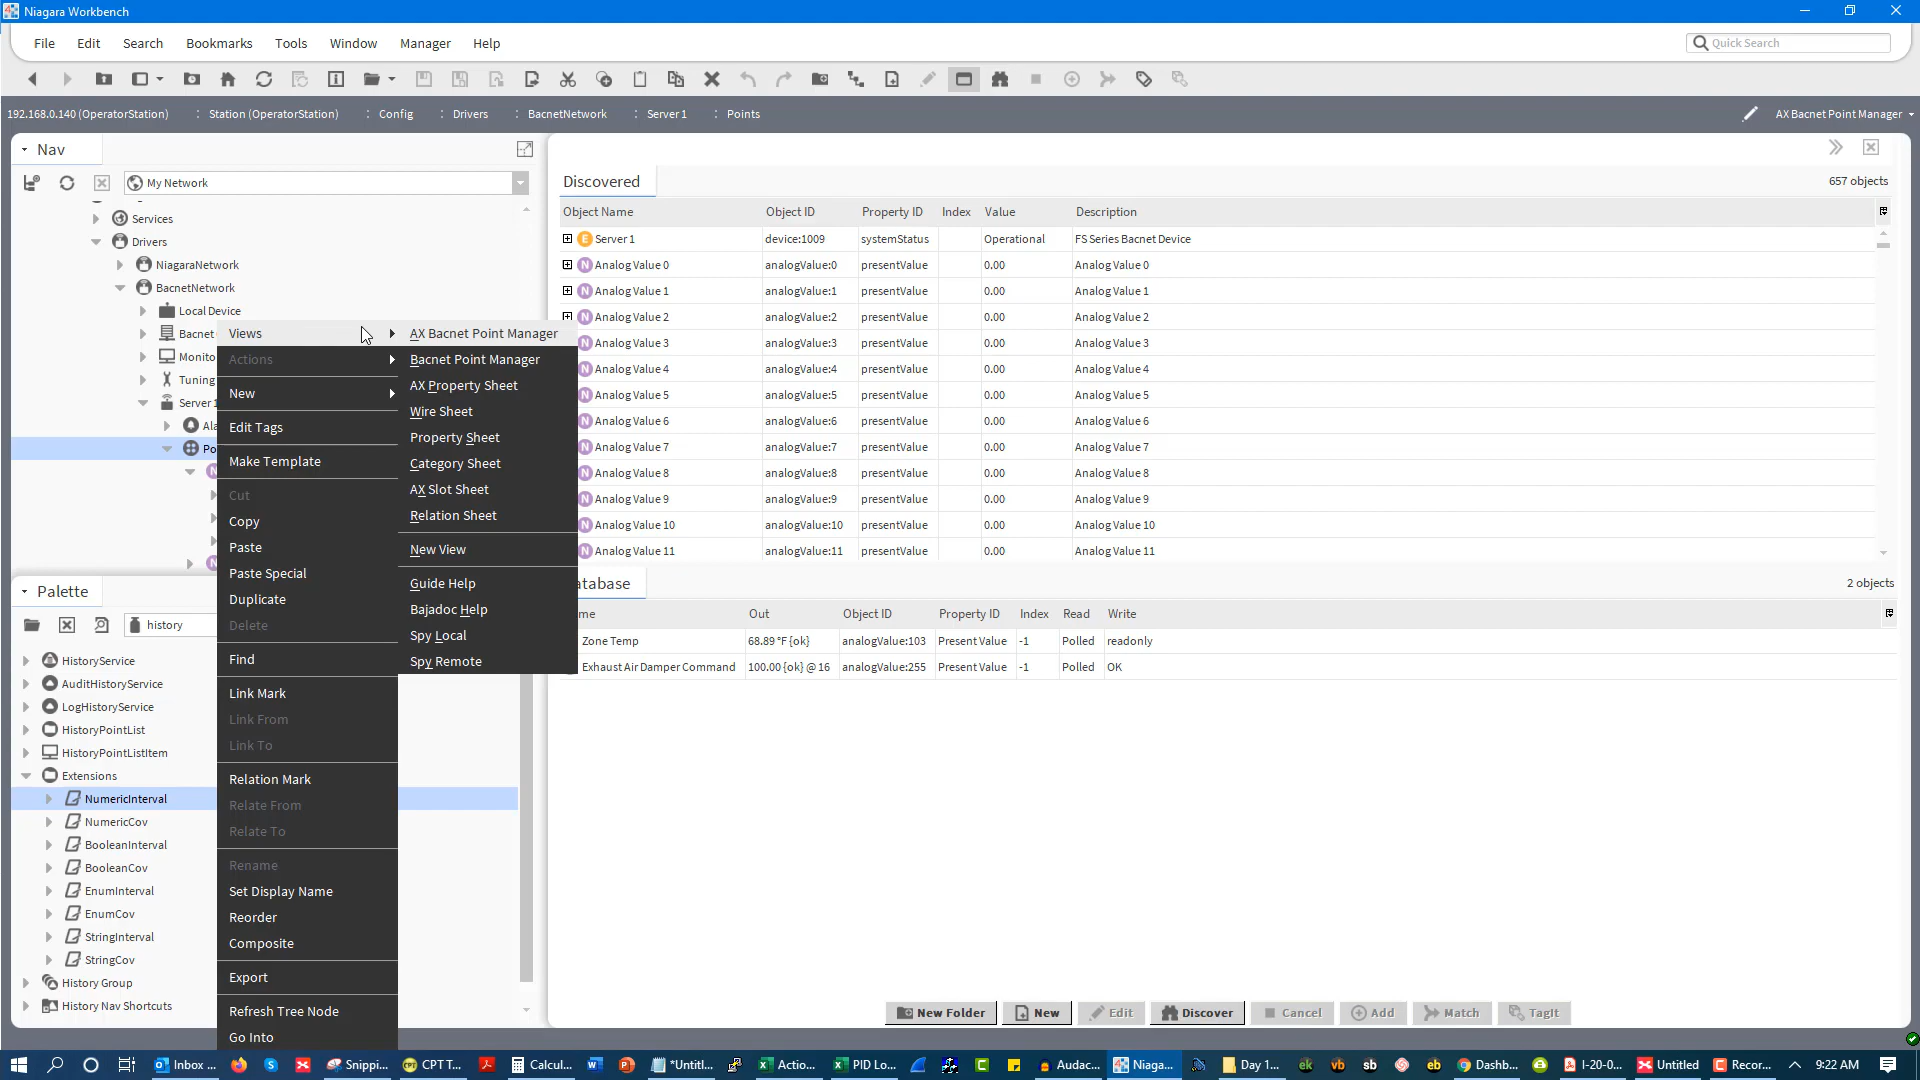 Niagara Workbench
File Edit Search Bookmarks Tools Window Manager Help
Quick Search
192.168.0.140 (OperatorStation) : Station (OperatorStation) : Config : Drivers : BacnetNetwork : Server1 : Points
AX Bacnet Point Manager
Nav
My Network
Services
Drivers
NiagaraNetwork
BacnetNetwork
Local Device
Bacnet
Monito
Tuning
Server1
Ala
Po
N
N
Views
Actions
New
Edit Tags
Make Template
Cut
Copy
Paste
Paste Special
Duplicate
Delete
Find
Link Mark
Link From
Link To
Relation Mark
Relate From
Relate To
Rename
Set Display Name
Reorder
Composite
Export
Refresh Tree Node
Go Into
AX Bacnet Point Manager
Bacnet Point Manager
AX Property Sheet
Wire Sheet
Property Sheet
Category Sheet
AX Slot Sheet
Relation Sheet
New View
Guide Help
Bajadoc Help
Spy Local
Spy Remote
Palette
history
HistoryService
AuditHistoryService
LogHistoryService
HistoryPointList
HistoryPointListItem
Extensions
NumericInterval
NumericCov
BooleanInterval
BooleanCov
EnumInterval
EnumCov
StringInterval
StringCov
History Group
History Nav Shortcuts
Discovered
657 objects
Object Name Object ID Property ID Index Value Description
E Server1 device:1009 systemStatus Operational FS Series Bacnet Device
N Analog Value 0 analogValue:0 presentValue 0.00 Analog Value 0
N Analog Value 1 analogValue:1 presentValue 0.00 Analog Value 1
N Analog Value 2 analogValue:2 presentValue 0.00 Analog Value 2
N Analog Value 3 analogValue:3 presentValue 0.00 Analog Value 3
N Analog Value 4 analogValue:4 presentValue 0.00 Analog Value 4
N Analog Value 5 analogValue:5 presentValue 0.00 Analog Value 5
N Analog Value 6 analogValue:6 presentValue 0.00 Analog Value 6
N Analog Value 7 analogValue:7 presentValue 0.00 Analog Value 7
N Analog Value 8 analogValue:8 presentValue 0.00 Analog Value 8
N Analog Value 9 analogValue:9 presentValue 0.00 Analog Value 9
N Analog Value 10 analogValue:10 presentValue 0.00 Analog Value 10
N Analog Value 11 analogValue:11 presentValue 0.00 Analog Value 11
atabase
2 objects
me Out Object ID Property ID Index Read Write
Zone Temp 68.89 °F {ok} analogValue:103 Present Value -1 Polled readonly
Exhaust Air Damper Command 100.00 {ok} @ 16 analogValue:255 Present Value -1 Polled OK
New Folder New Edit Discover Cancel Add Match TagIt
Inbox ... Snippi... CPT T... Calcul... *Untitl... Actio... PID Lo... Audac... Niaga... Day 1... ek vb sb eb Dashb... I-20-0... Untitled Recor... 9:22 AM